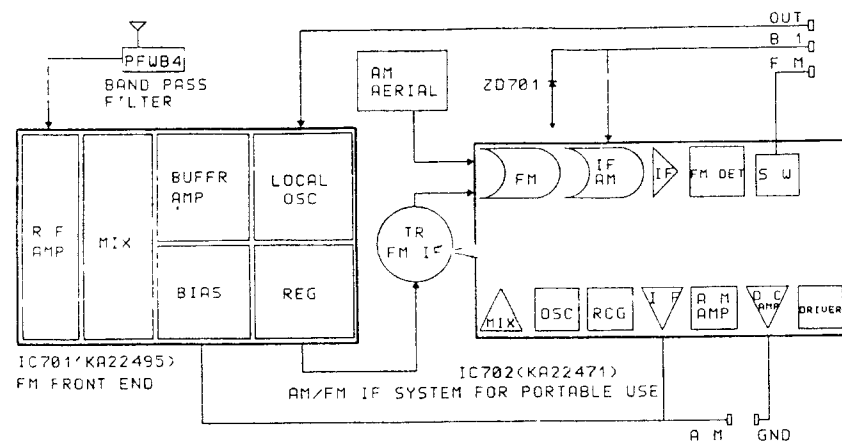 OUT
B 1
F M
PFWB4
BAND PASS
FILTER
AM
AERIAL
ZD701
R F
AMP
MIX
BUFFR
AMP
LOCAL
OSC
BIAS
REG
TR
FM IF
FM
IF
AM
IF
FM DET
S W
MIX
OSC
RCG
I F
A M
AMP
D C
AMP
DRIVER
IC701(KA22495)
FM FRONT END
IC702(KA22471)
AM/FM IF SYSTEM FOR PORTABLE USE
A M
GND